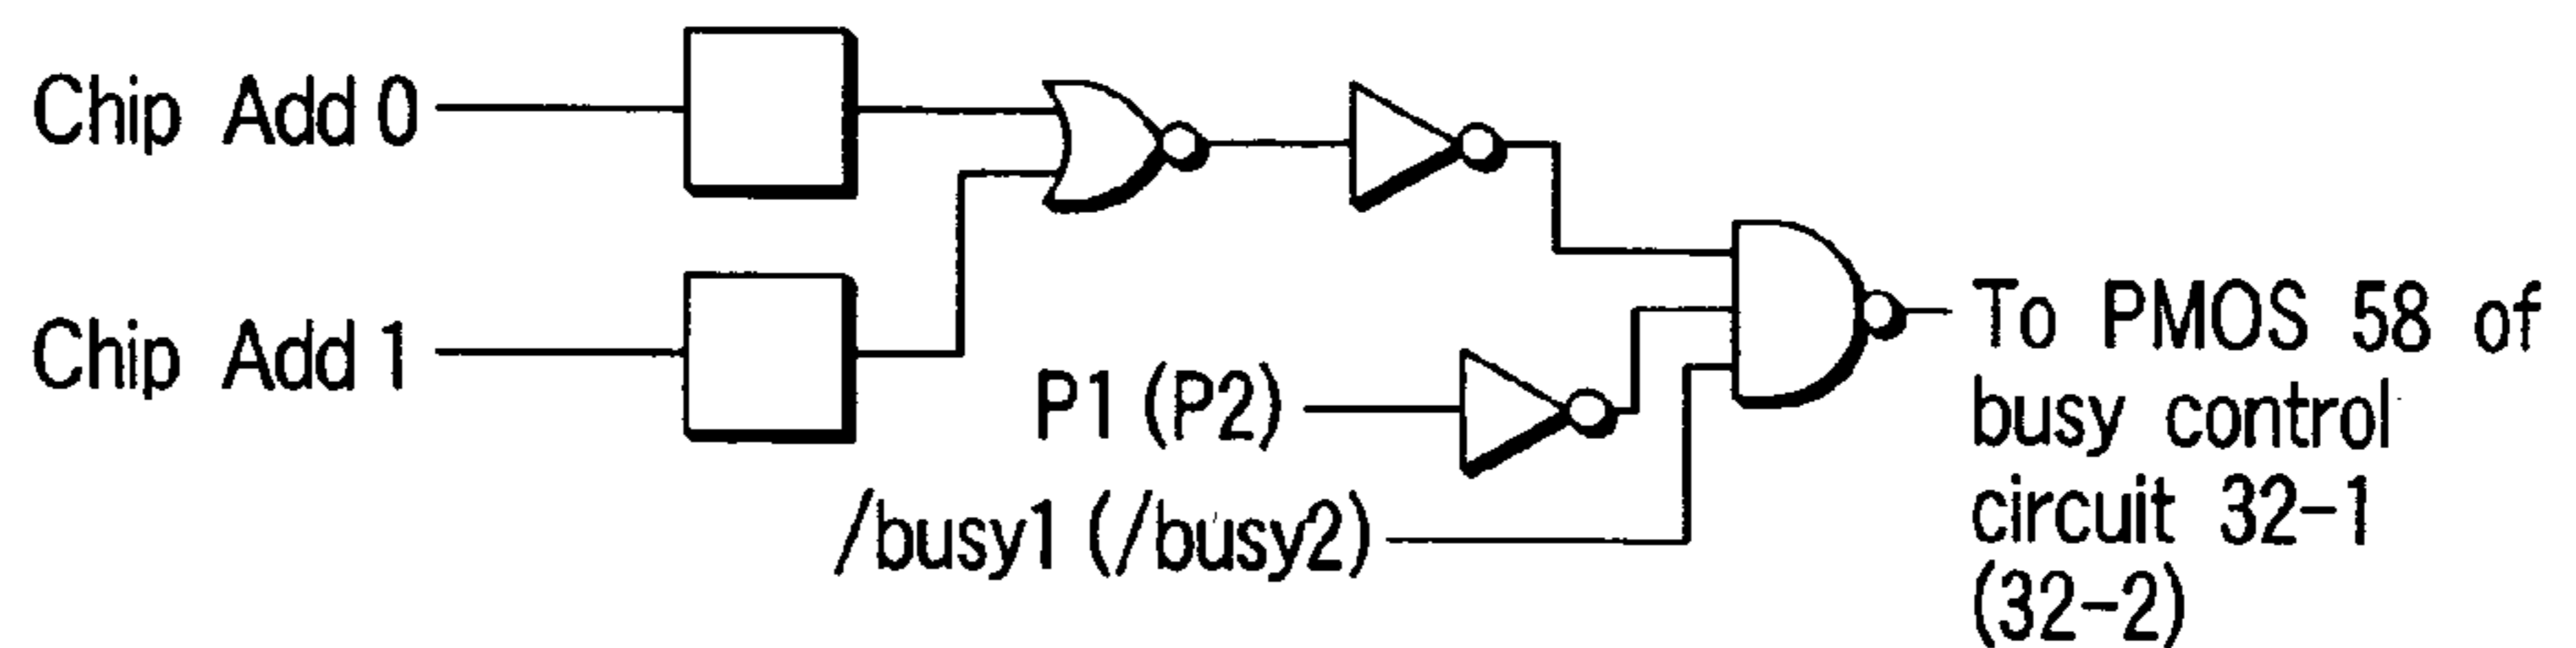 Chip Add 0
Chip Add 1
P1 (P2)
/busy1 (/busy2)
To PMOS 58 of
busy control
circuit 32-1
(32-2)